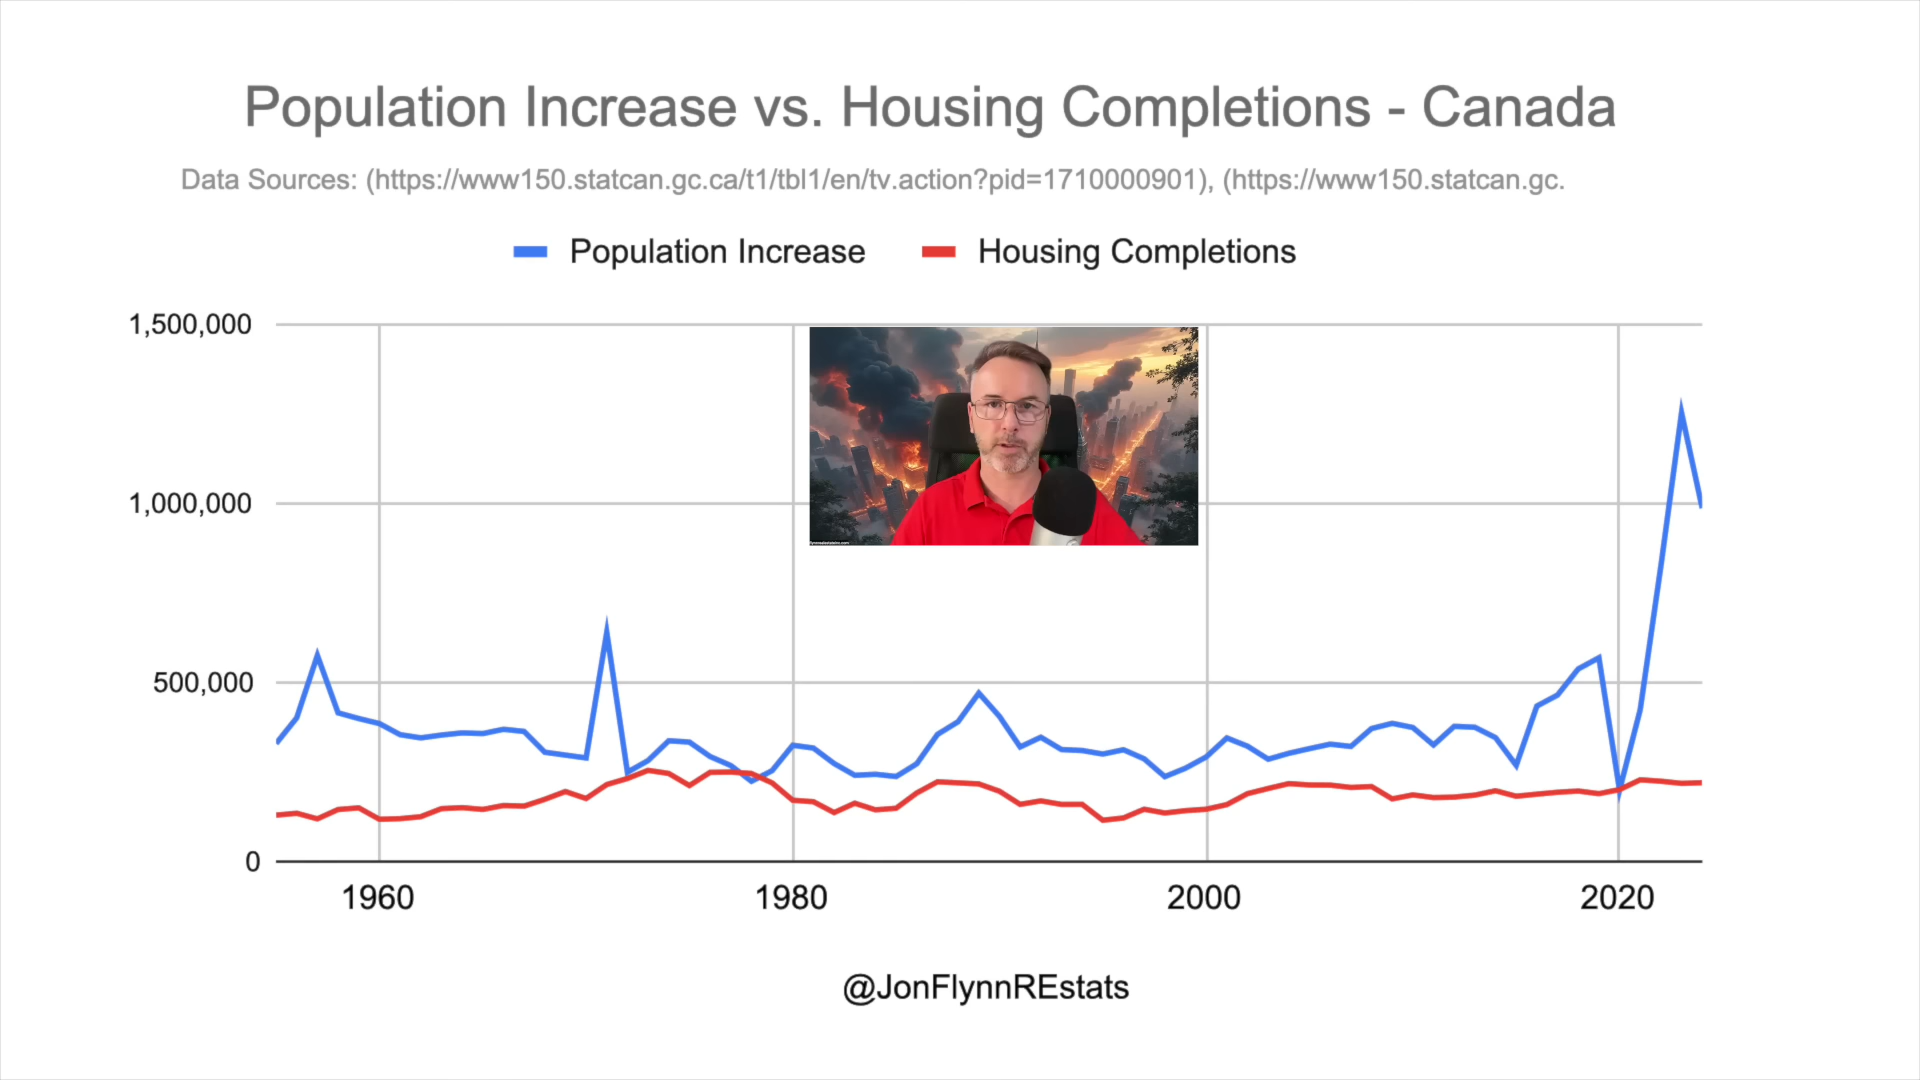 Population Increase vs. Housing Completions - Canada
Data Sources: (https://www150.statcan.gc.ca/t1/tbl1/en/tv.action?pid=1710000901), (https://www150.statcan.gc.
Population Increase
Housing Completions
1,500,000
1,000,000
500,000
0
1960 1980 2000 2020
@JonFlynnREstats